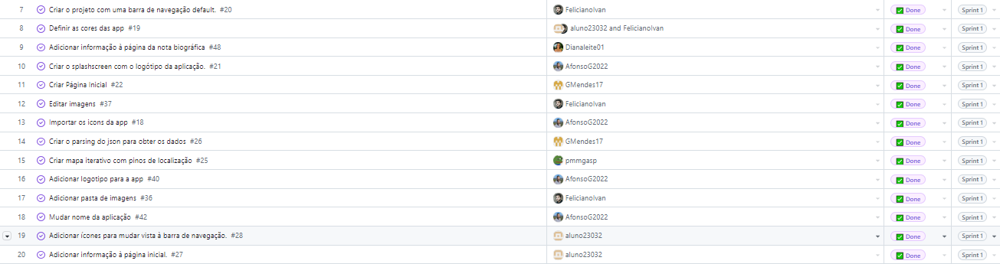 7 Criar o projeto com uma barra de navegação default. #20 FelicianoIvan Done Sprint 1
8 Definir as cores das app #19 aluno23032 and FelicianoIvan Done Sprint 1
9 Adicionar informação à página da nota biográfica #48 Dianaleite01 Done Sprint 1
10 Criar o splashscreen com o logótipo da aplicação. #21 AfonsoG2022 Done Sprint 1
11 Criar Página Inicial #22 GMendes17 Done Sprint 1
12 Editar imagens #37 FelicianoIvan Done Sprint 1
13 Importar os icons da app #18 AfonsoG2022 Done Sprint 1
14 Criar o parsing do json para obter os dados #26 GMendes17 Done Sprint 1
15 Criar mapa iterativo com pinos de localização #25 pmmgasp Done Sprint 1
16 Adicionar logotipo para a app #40 AfonsoG2022 Done Sprint 1
17 Adicionar pasta de imagens #36 FelicianoIvan Done Sprint 1
18 Mudar nome da aplicação #42 AfonsoG2022 Done Sprint 1
19 Adicionar ícones para mudar vista à barra de navegação. #28 aluno23032 Done Sprint 1
20 Adicionar informação à página inicial. #27 aluno23032 Done Sprint 1